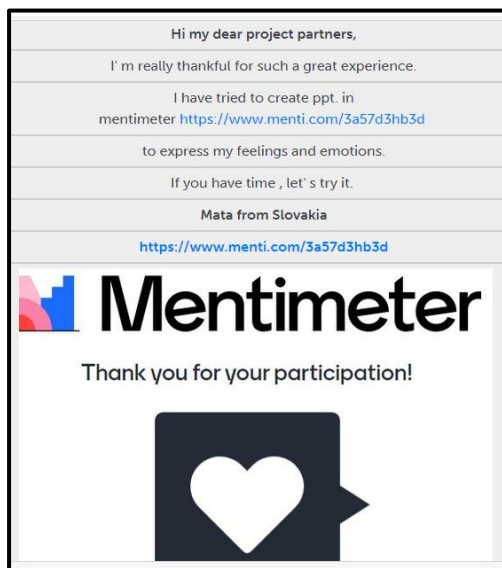 Hi my dear project partners,
I' m really thankful for such a great experience.
I have tried to create ppt. in
mentimeter https://www.menti.com/3a57d3hb3d
to express my feelings and emotions.
If you have time , let' s try it.
Mata from Slovakia
https://www.menti.com/3a57d3hb3d
Mentimeter
Thank you for your participation!